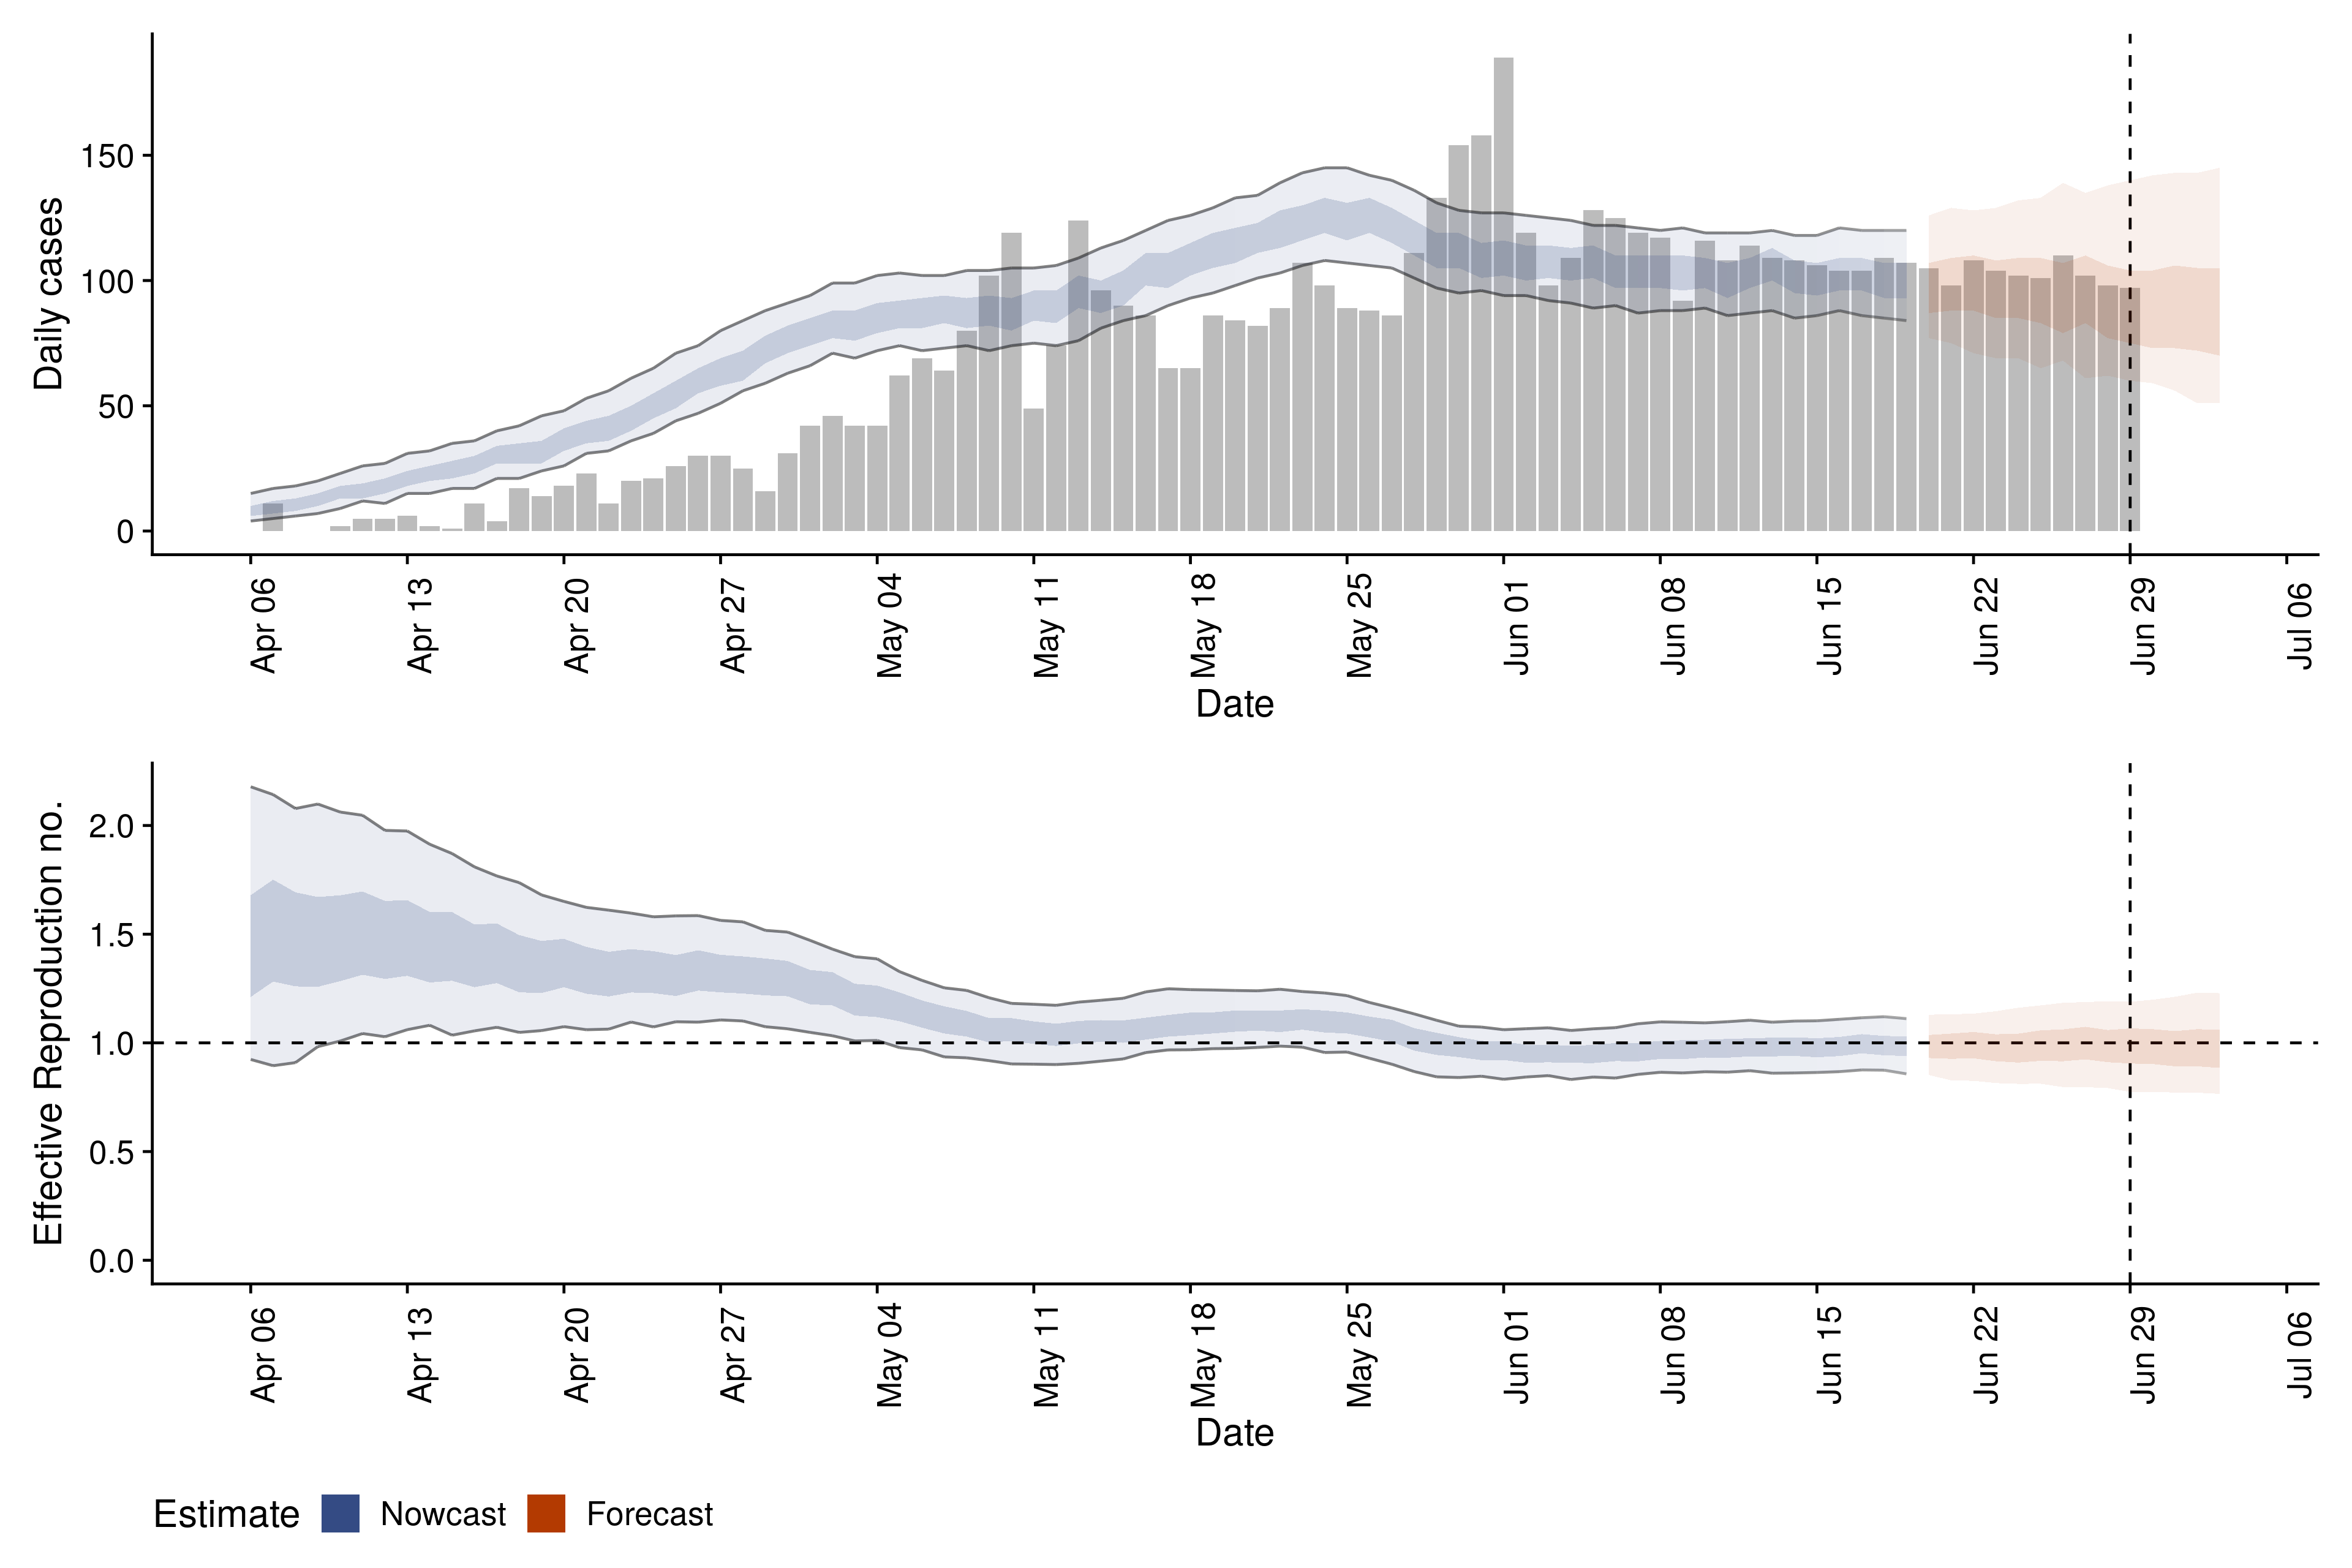 Daily cases
150
100
50
0
Apr 06
Apr 13
Apr 20
Apr 27
May 04
May 11
May 18
May 25
Jun 01
Jun 08
Jun 15
Jun 22
Jun 29
Jul 06
Date
Effective Reproduction no.
2.0
1.5
1.0
0.5
0.0
Apr 06
Apr 13
Apr 20
Apr 27
May 04
May 11
May 18
May 25
Jun 01
Jun 08
Jun 15
Jun 22
Jun 29
Jul 06
Date
Estimate Nowcast Forecast